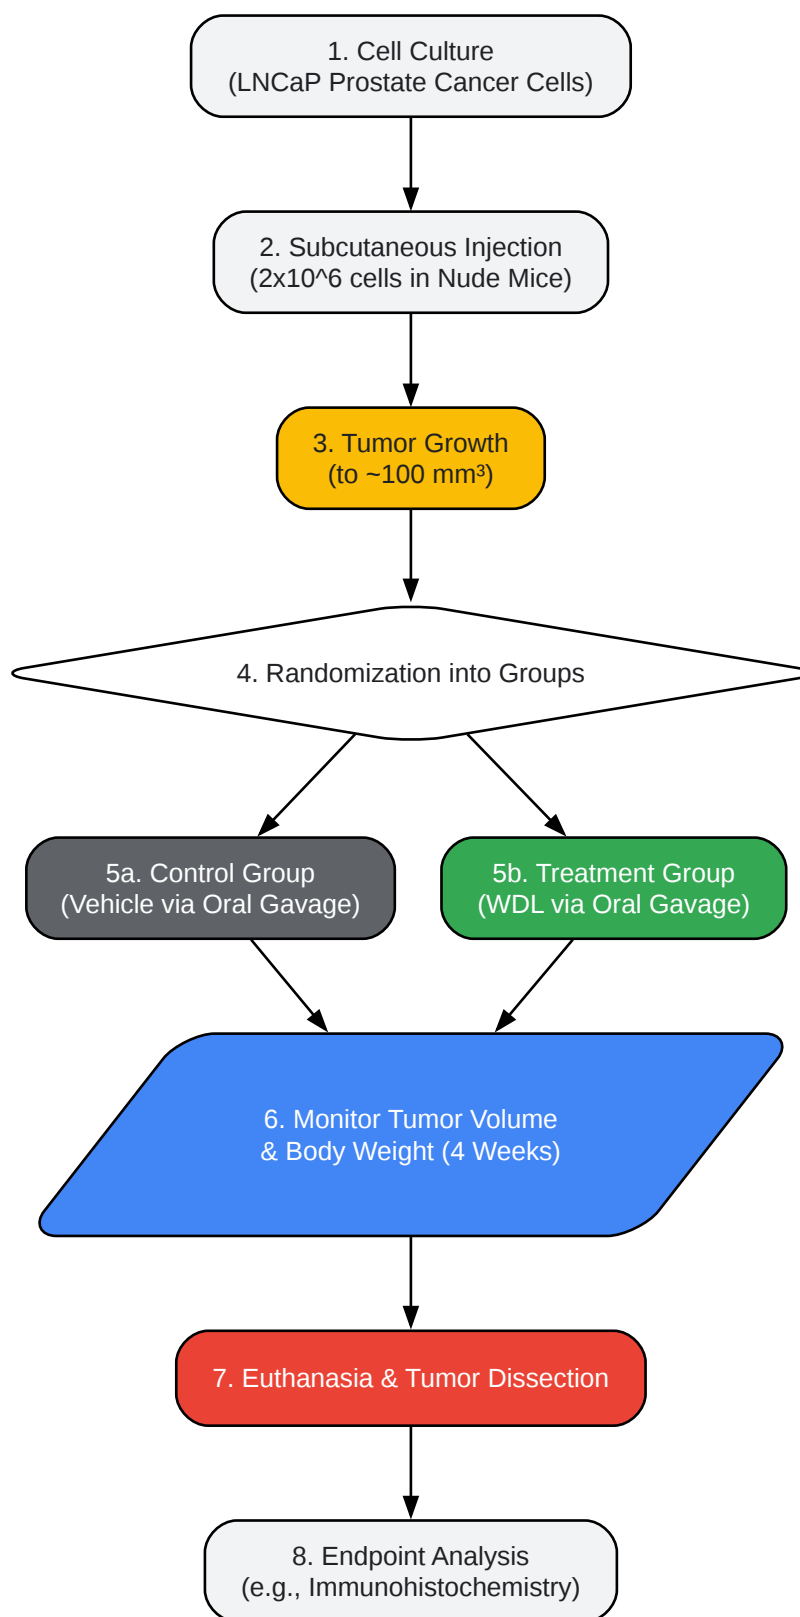 1. Cell Culture
(LNCaP Prostate Cancer Cells)
2. Subcutaneous Injection
(2x10^6 cells in Nude Mice)
3. Tumor Growth
(to ~100 mm³)
4. Randomization into Groups
5a. Control Group
(Vehicle via Oral Gavage)
5b. Treatment Group
(WDL via Oral Gavage)
6. Monitor Tumor Volume
& Body Weight (4 Weeks)
7. Euthanasia & Tumor Dissection
8. Endpoint Analysis
(e.g., Immunohistochemistry)